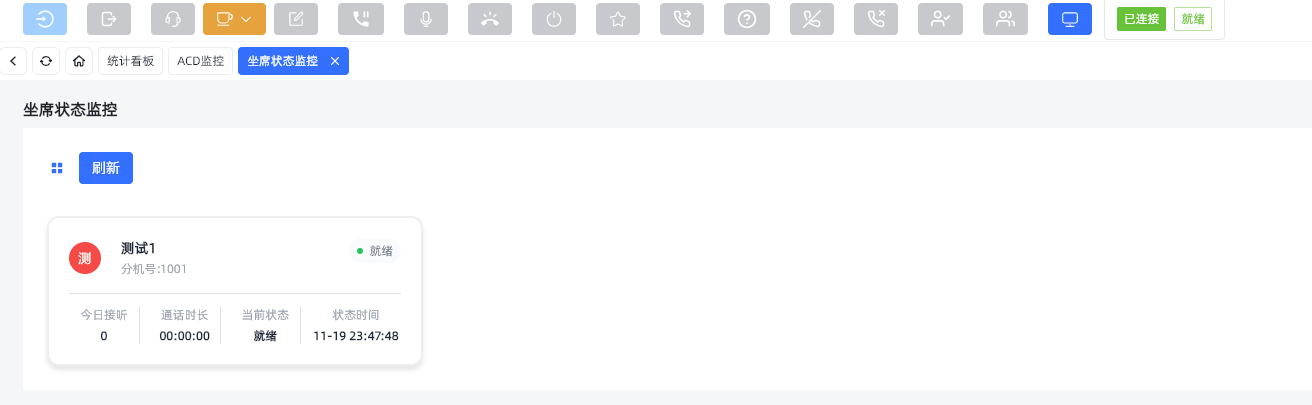 已连接 就绪
统计看板 ACD监控 坐席状态监控
坐席状态监控
刷新
测 测试1 就绪
分机号:1001
今日接听 通话时长 当前状态 状态时间
0 00:00:00 就绪 11-19 23:47:48